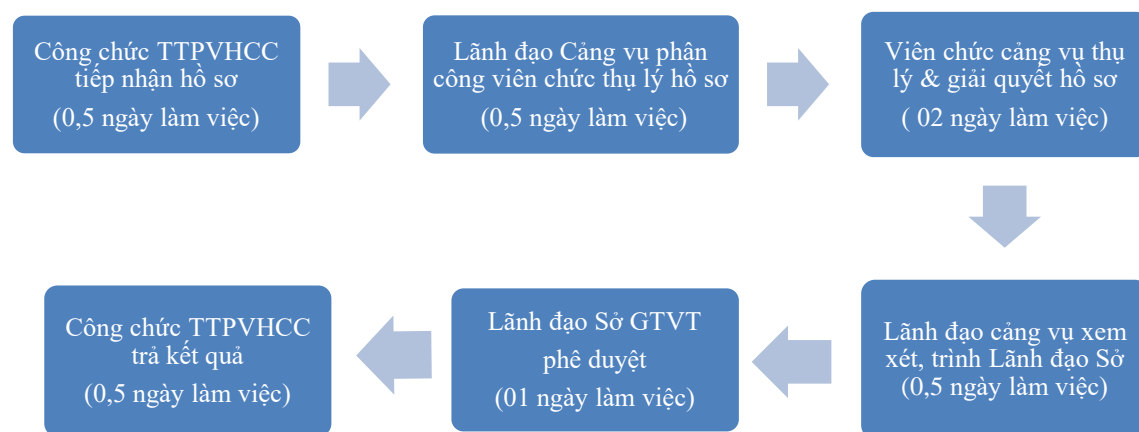 Công chức TTPVHCC
tiếp nhận hồ sơ
(0,5 ngày làm việc)
Lãnh đạo Cảng vụ phận
công viên chức thụ lý hồ sơ
(0,5 ngày làm việc)
Viên chức cảng vụ thụ
lý & giải quyết hồ sơ
( 02 ngày làm việc)
Lãnh đạo cảng vụ xem
xét, trình Lãnh đạo Sở
(0,5 ngày làm việc)
Lãnh đạo Sở GTVT
phê duyệt
(01 ngày làm việc)
Công chức TTPVHCC
trả kết quả
(0,5 ngày làm việc)